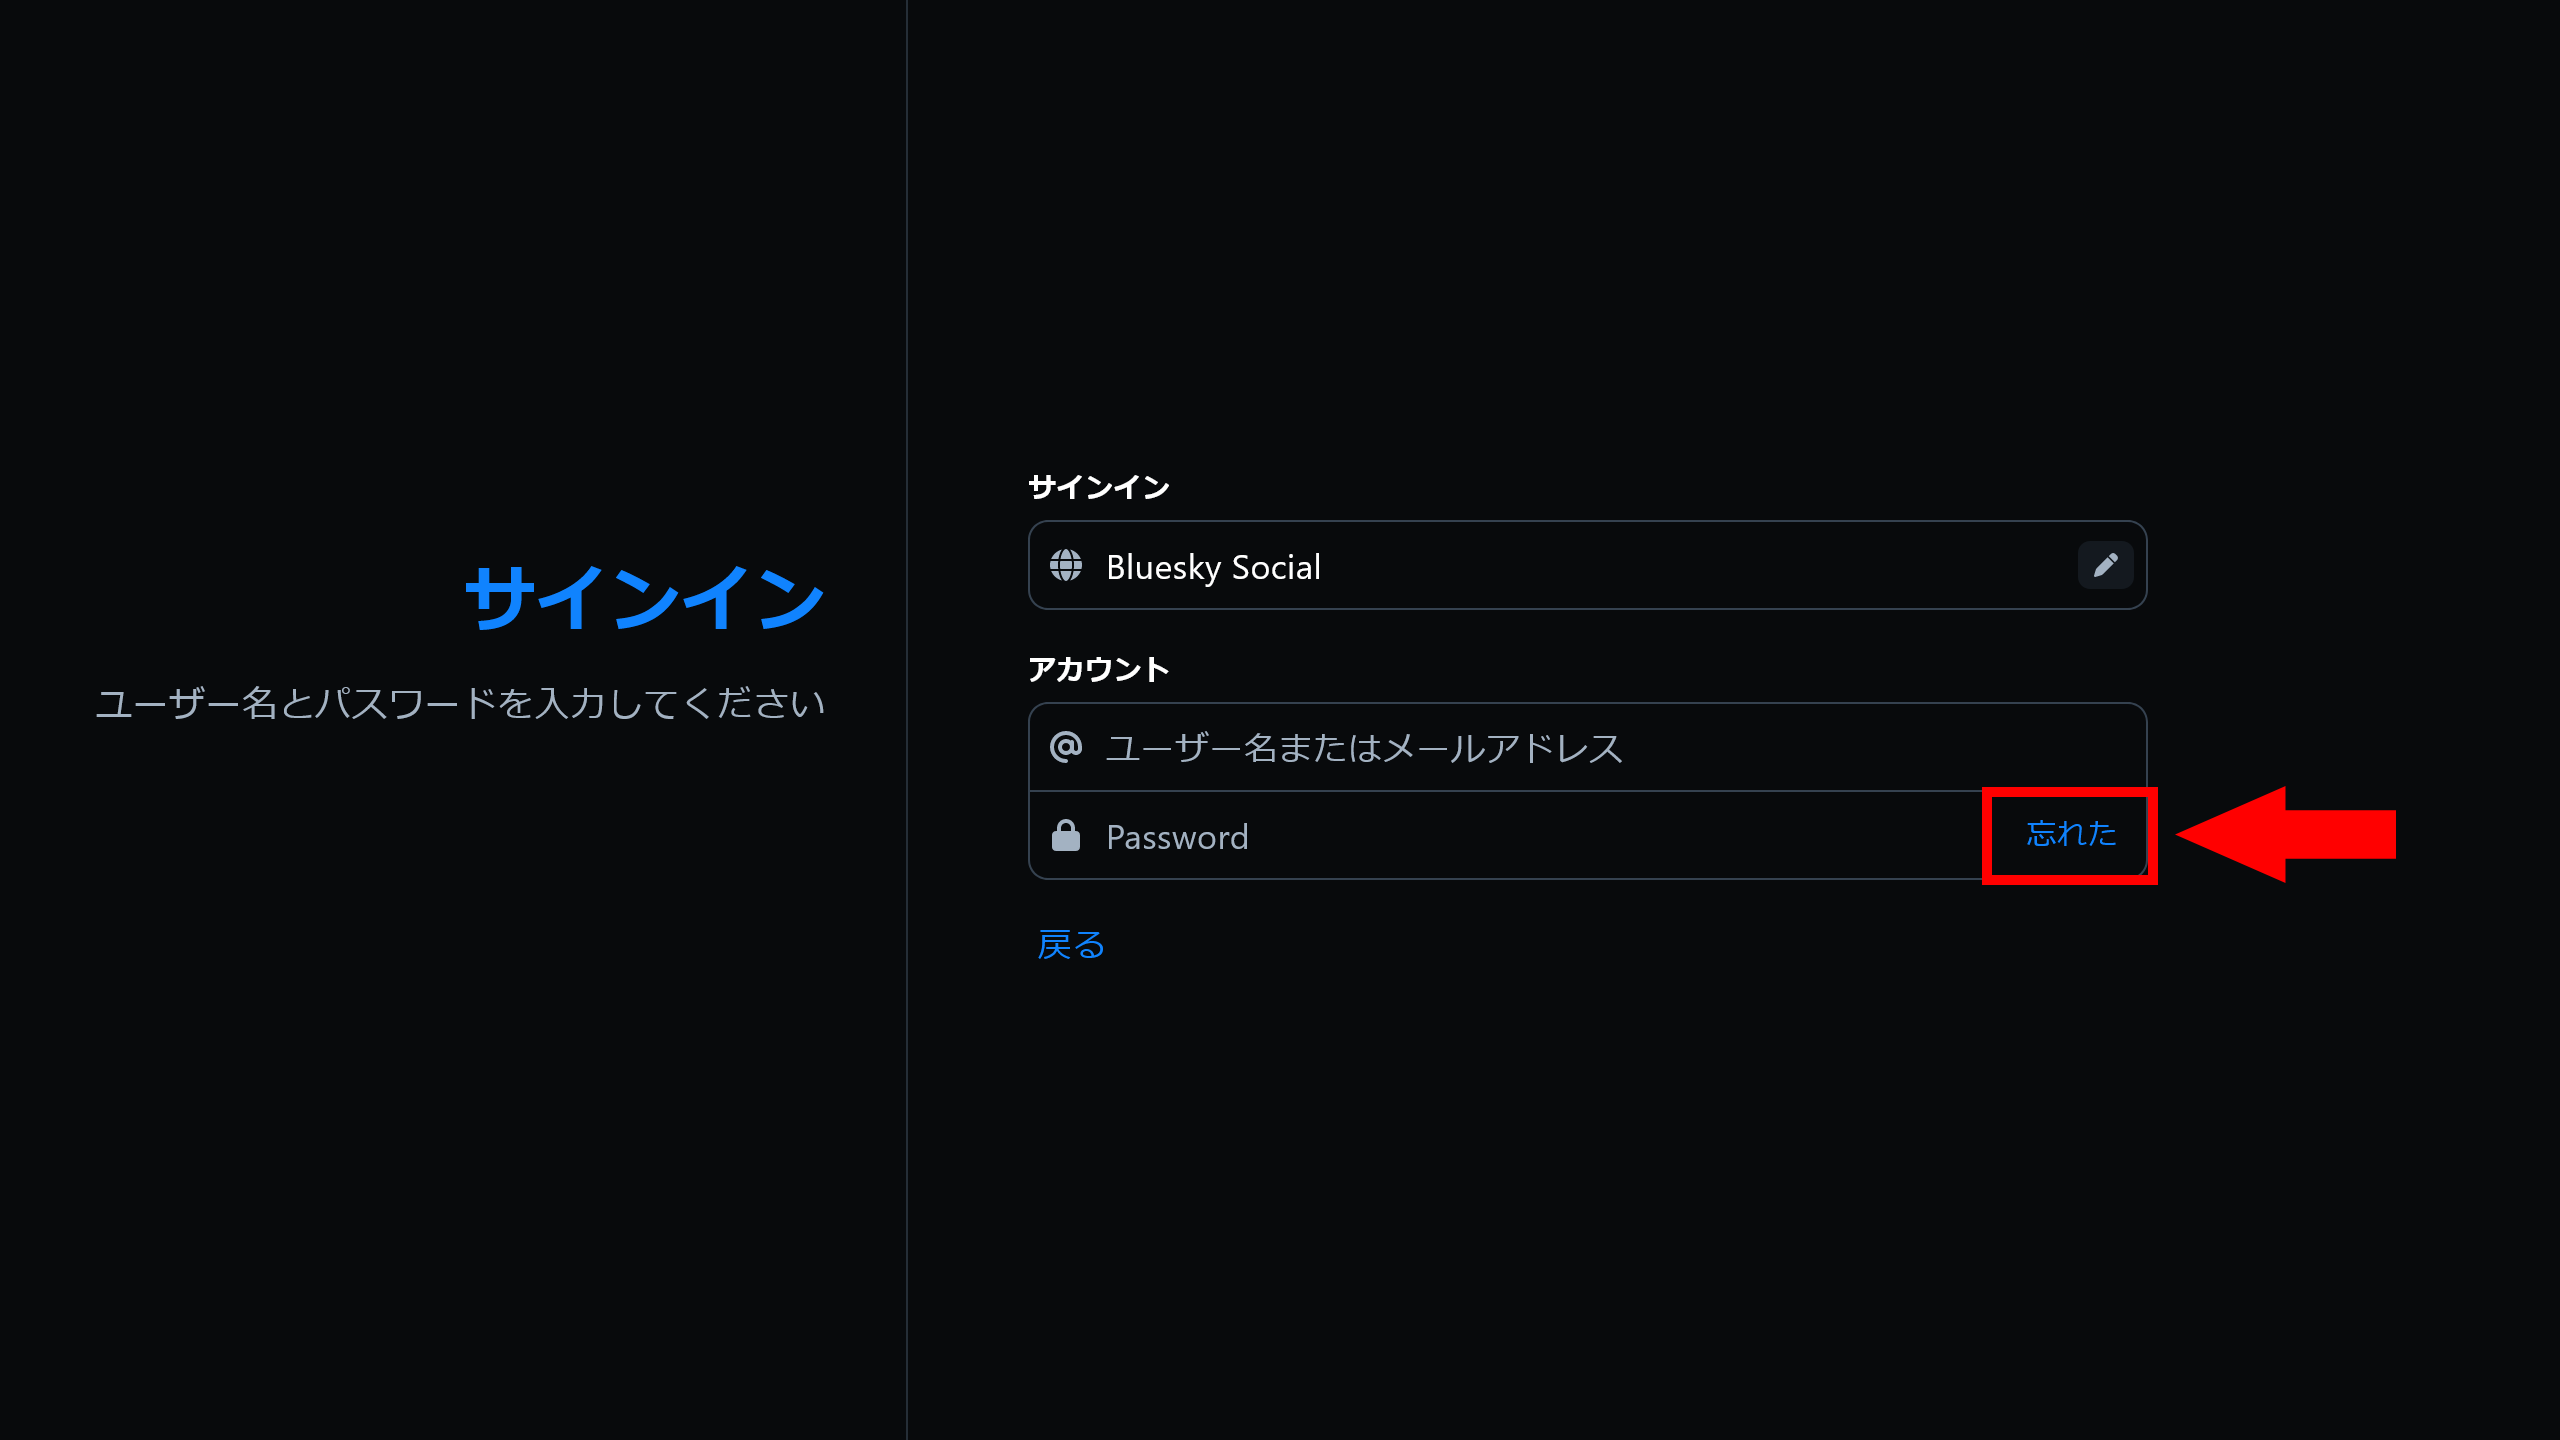 サインイン
ユーザー名とパスワードを入力してください
サインイン
Bluesky Social
アカウント
ユーザー名またはメールアドレス
Password
忘れた
戻る